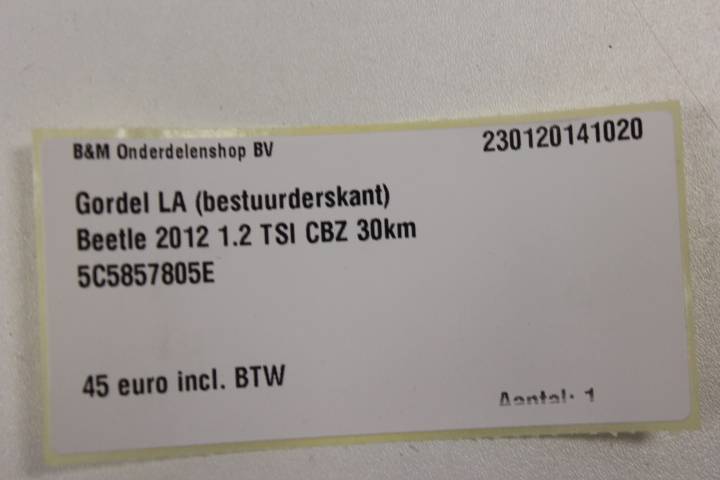 B&M Onderdelenshop BV
230120141020
Gordel LA (bestuurderskant)
Beetle 2012 1.2 TSI CBZ 30km
5C5857805E
45 euro incl. BTW
Aantal: 1